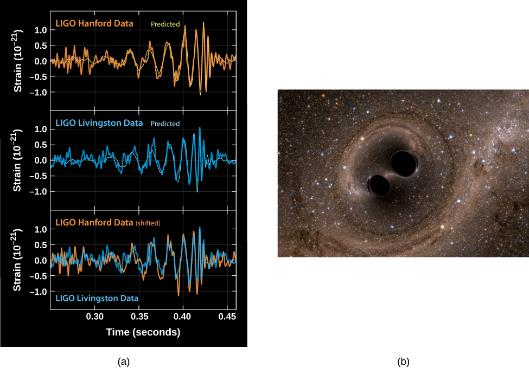 LIGO Hanford Data Predicted
1.0
0.5
0.0
−0.5
−1.0
Strain (10⁻²¹)
LIGO Livingston Data Predicted
1.0
0.5
0.0
−0.5
−1.0
Strain (10⁻²¹)
LIGO Hanford Data (shifted)
1.0
0.5
0.0
−0.5
−1.0
Strain (10⁻²¹)
LIGO Livingston Data
0.30 0.35 0.40 0.45
Time (seconds)
(a) (b)